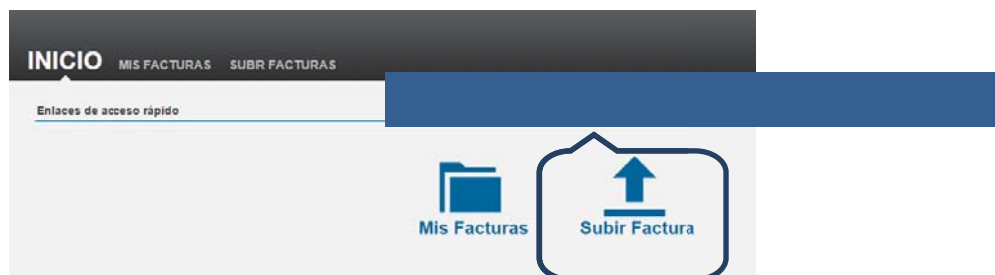 INICIO MIS FACTURAS SUBR FACTURAS
Enlaces de acceso rápido
Mis Facturas Subir Factura